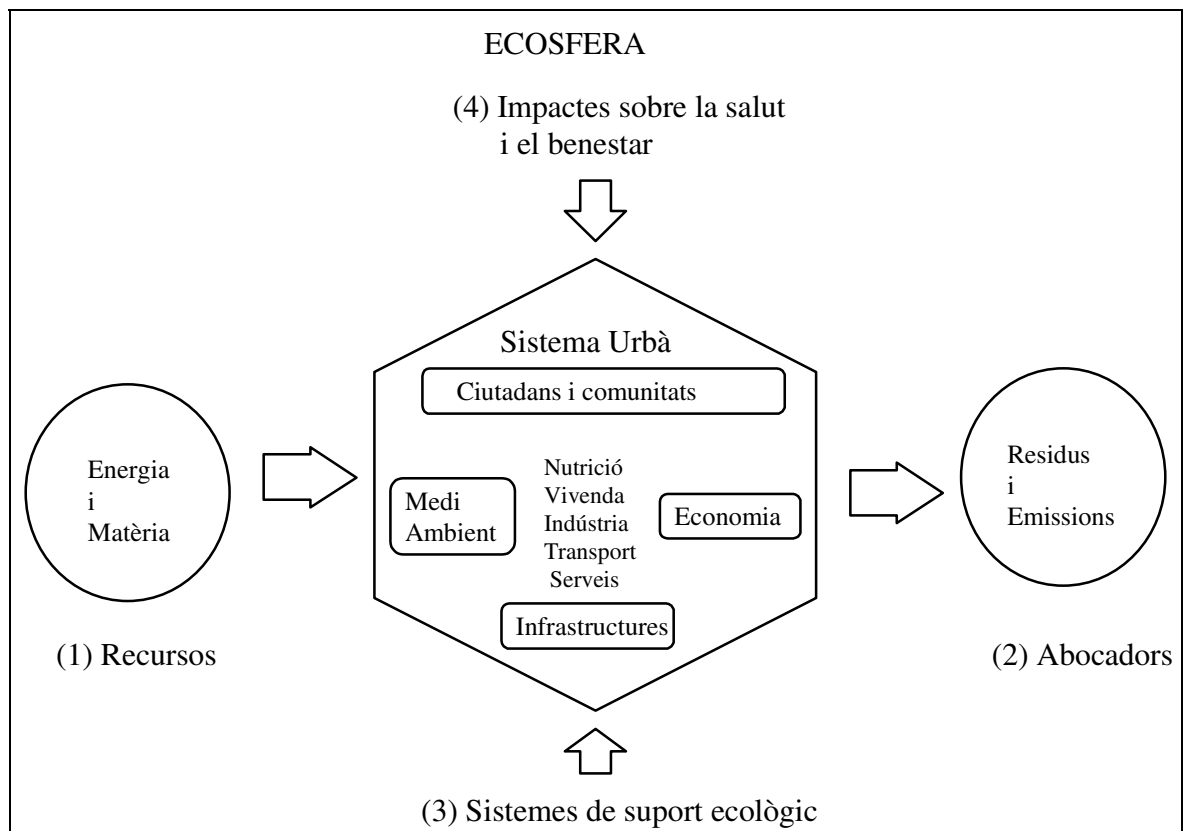 ECOSFERA
(4) Impactes sobre la salut
i el benestar
Sistema Urbà
Ciutadans i comunitats
Energia
i
Matèria
Medi
Ambient
Nutrició
Vivenda
Indústria
Transport
Serveis
Economia
Residus
i
Emissions
Infrastructures
(1) Recursos
(2) Abocadors
(3) Sistemes de suport ecològic